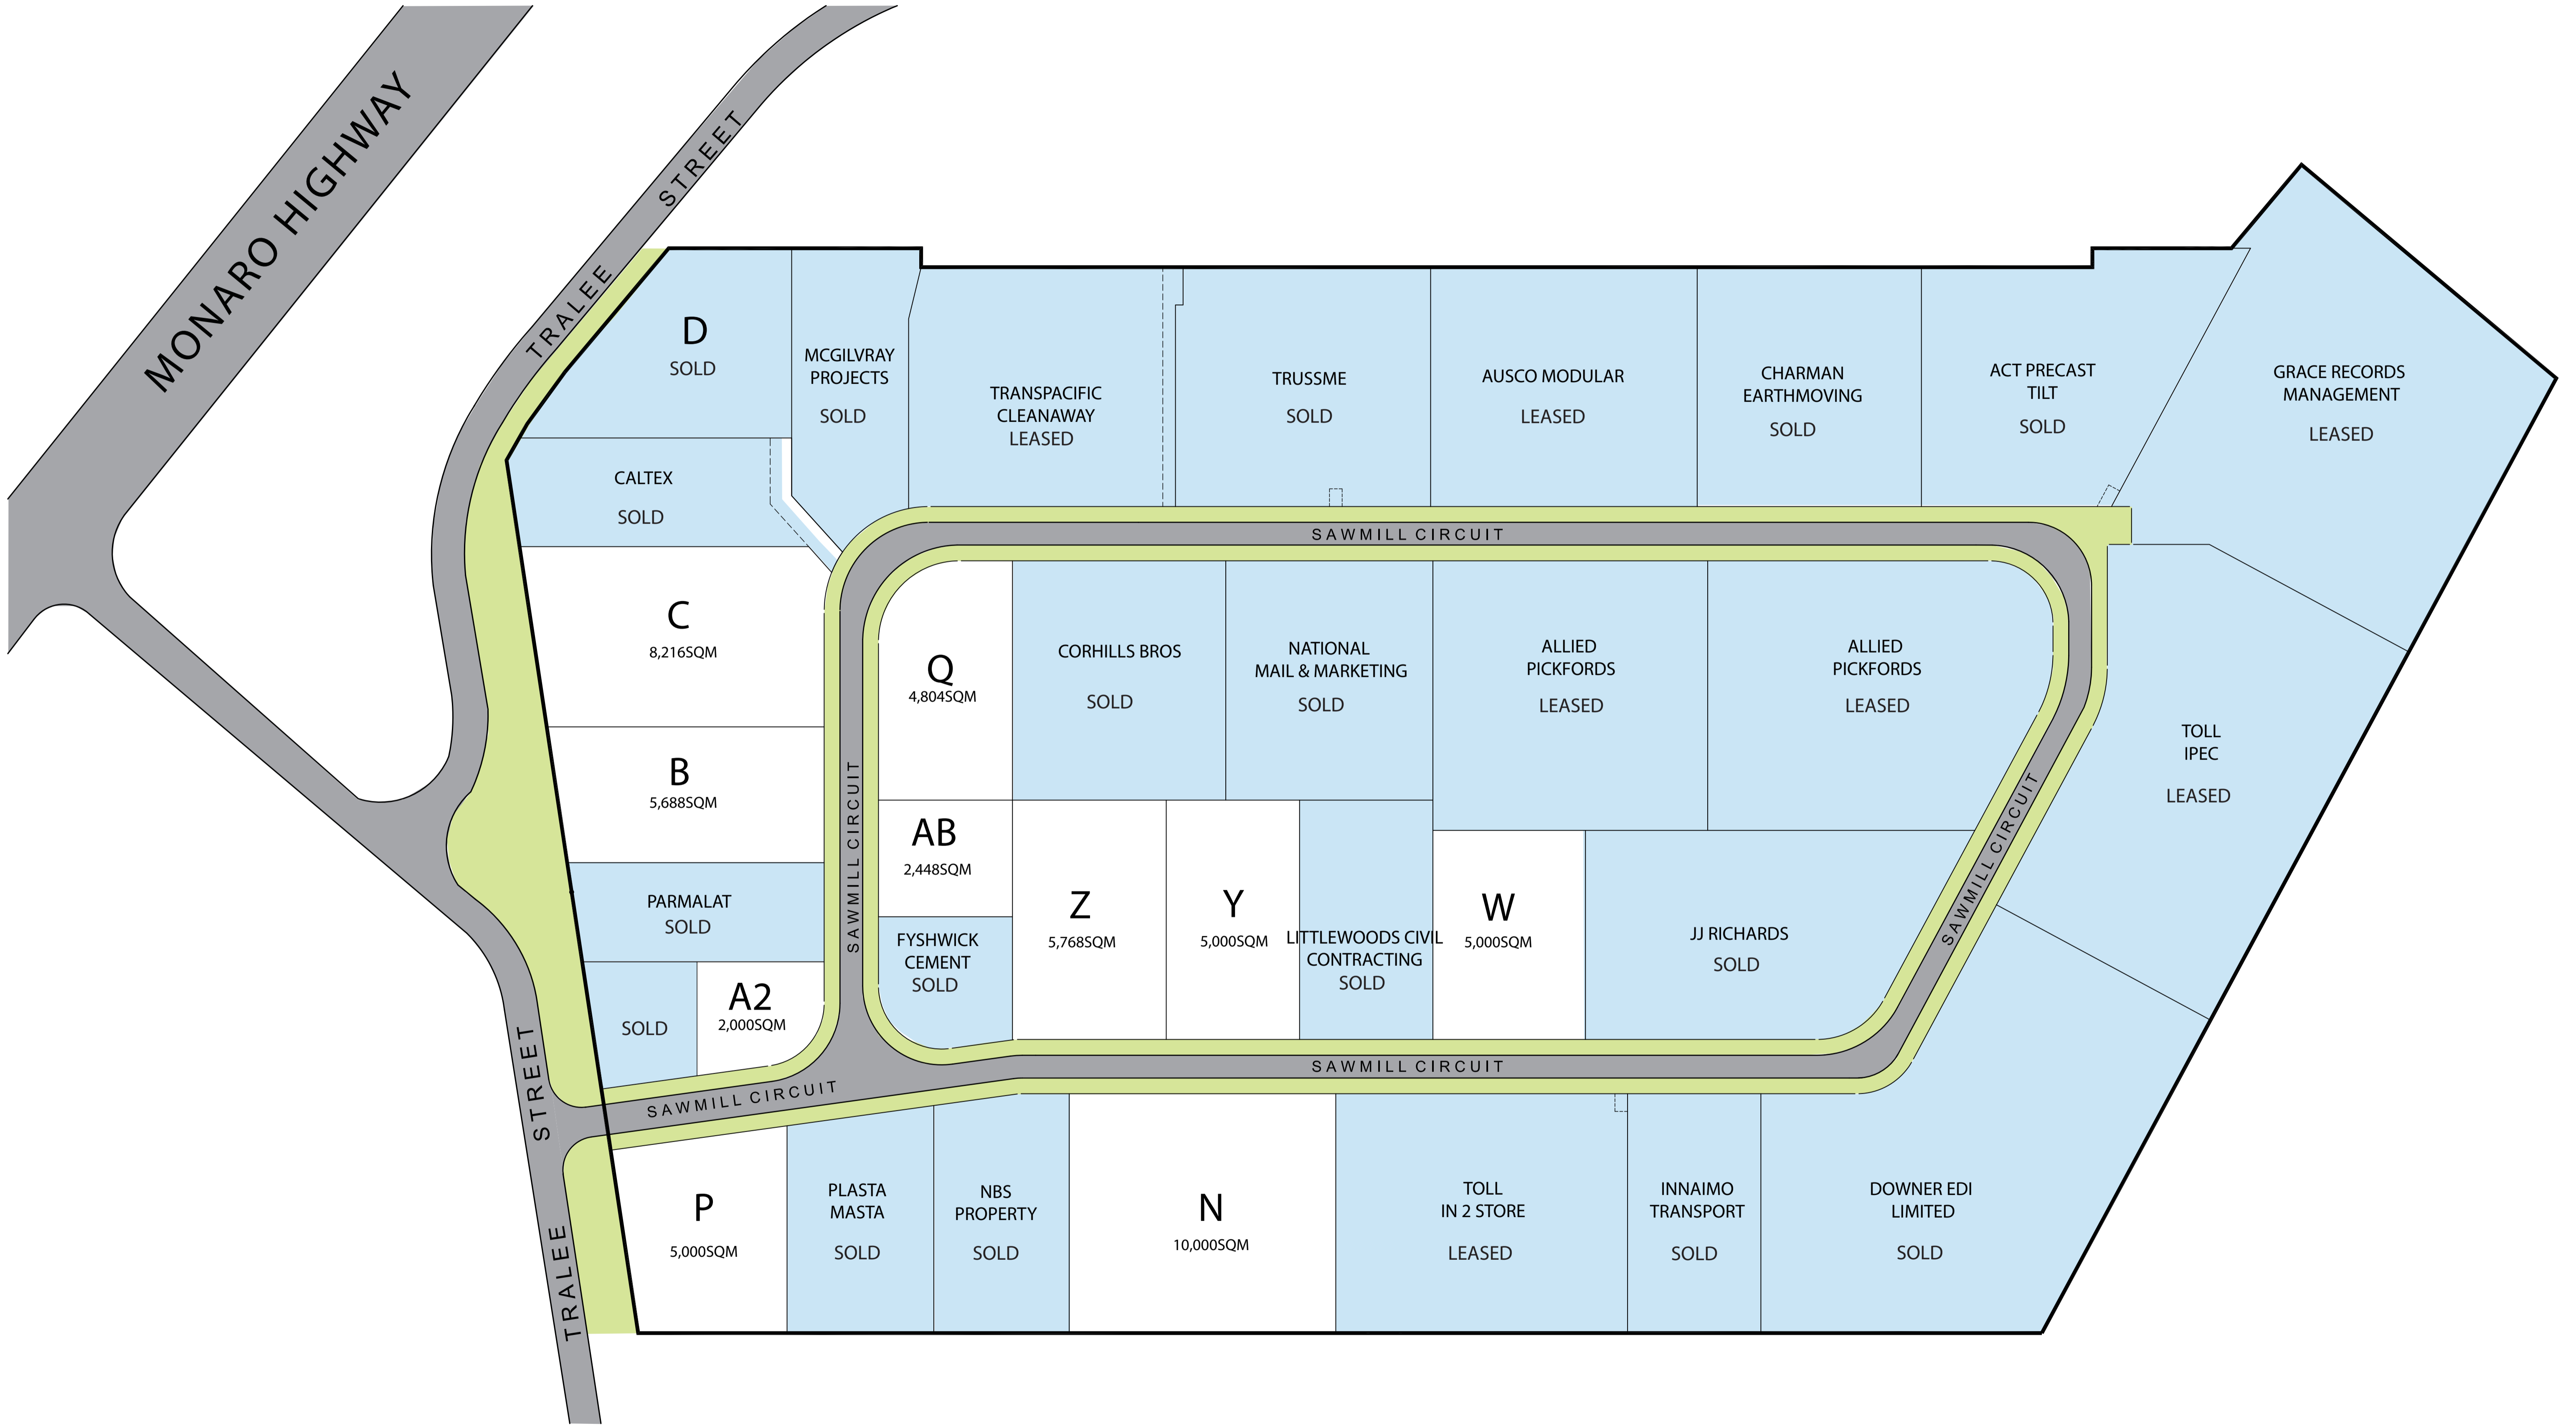 MONARO HIGHWAY
TRALEE STREET
D
SOLD
MCGILVRAY
PROJECTS
SOLD
TRANSPACIFIC
CLEANAWAY
LEASED
TRUSSME
SOLD
AUSCO MODULAR
LEASED
CHARMAN
EARTHMOVING
SOLD
ACT PRECAST
TILT
SOLD
GRACE RECORDS
MANAGEMENT
LEASED
CALTEX
SOLD
SAWMILL CIRCUIT
C
8,216SQM
Q
4,804SQM
CORHILLS BROS
SOLD
NATIONAL
MAIL & MARKETING
SOLD
ALLIED
PICKFORDS
LEASED
ALLIED
PICKFORDS
LEASED
TOLL
IPEC
LEASED
B
5,688SQM
SAWMILL CIRCUIT
AB
2,448SQM
Z
5,768SQM
Y
5,000SQM
LITTLEWOODS CIVIL
CONTRACTING
SOLD
W
5,000SQM
JJ RICHARDS
SOLD
SAWMILL CIRCUIT
PARMALAT
SOLD
FYSHWICK
CEMENT
SOLD
SOLD
A2
2,000SQM
SAWMILL CIRCUIT
SAWMILL CIRCUIT
TRALEE STREET
P
5,000SQM
PLASTA
MASTA
SOLD
NBS
PROPERTY
SOLD
N
10,000SQM
TOLL
IN 2 STORE
LEASED
INNAIMO
TRANSPORT
SOLD
DOWNER EDI
LIMITED
SOLD